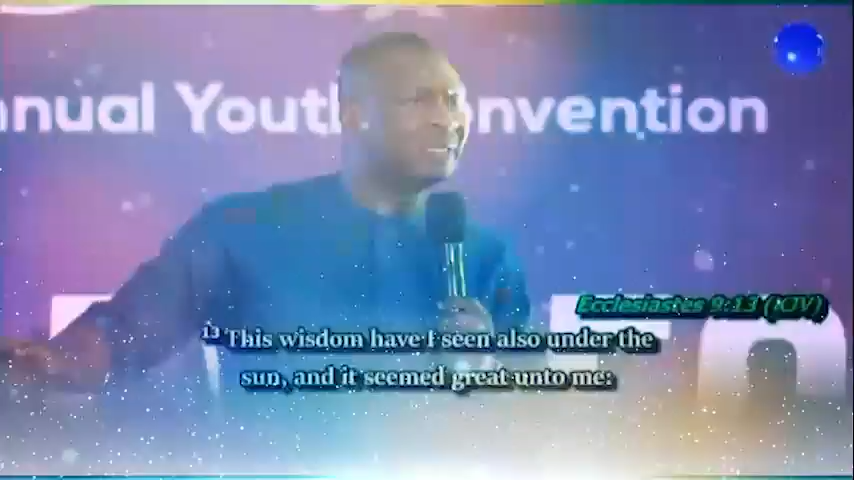 nnual Youth onvention
Ecclesiastes 9:13 (KJV)
13 This wisdom have I seen also under the
sun, and it seemed great unto me: